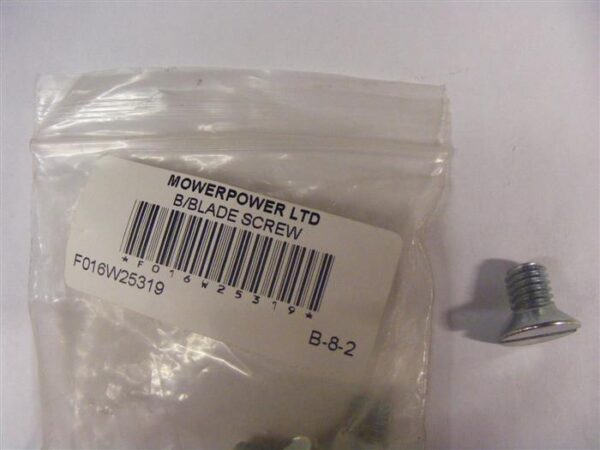 MOWERPOWER LTD
B/BLADE SCREW
*F016W25319*
F016W25319
B-8-2